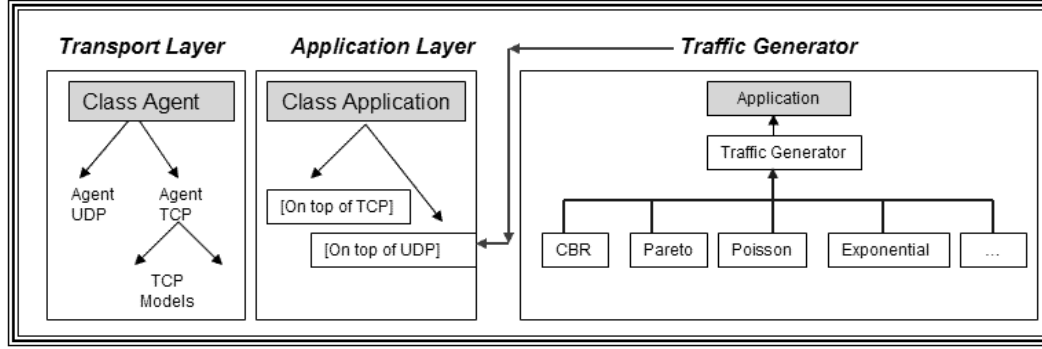 Transport Layer
Application Layer
Traffic Generator
Class Agent
Agent
UDP
Agent
TCP
TCP
Models
Class Application
[On top of TCP]
[On top of UDP]
Application
Traffic Generator
CBR
Pareto
Poisson
Exponential
...